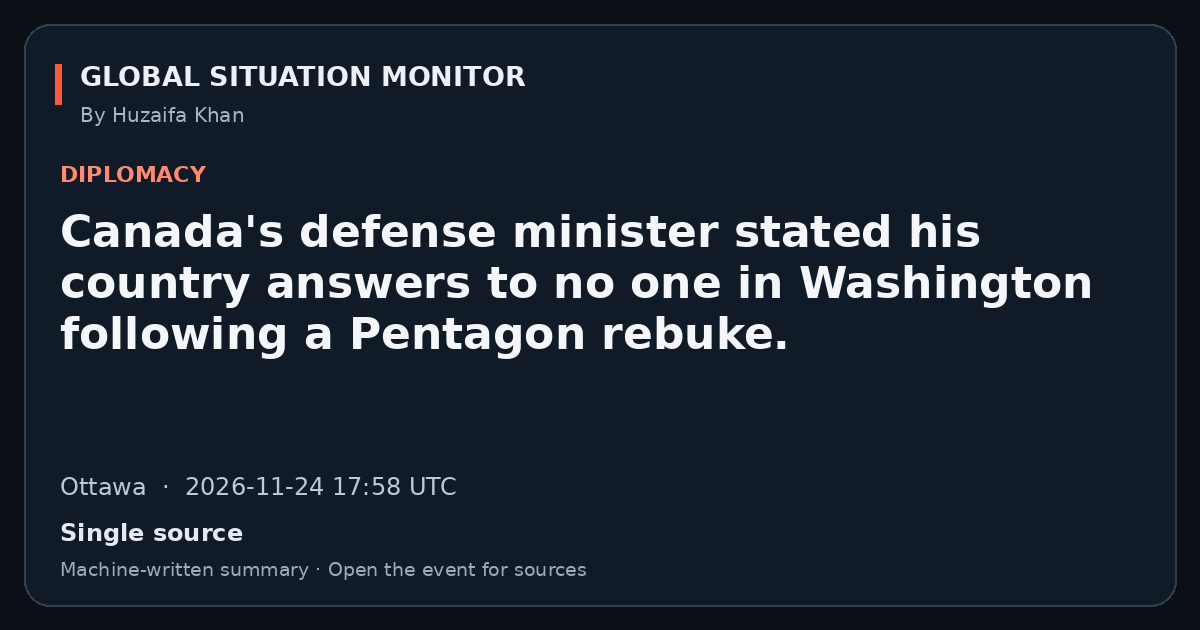 GLOBAL SITUATION MONITOR
By Huzaifa Khan
DIPLOMACY
Canada's defense minister stated his
country answers to no one in Washington
following a Pentagon rebuke.
Ottawa · 2026-11-24 17:58 UTC
Single source
Machine-written summary · Open the event for sources